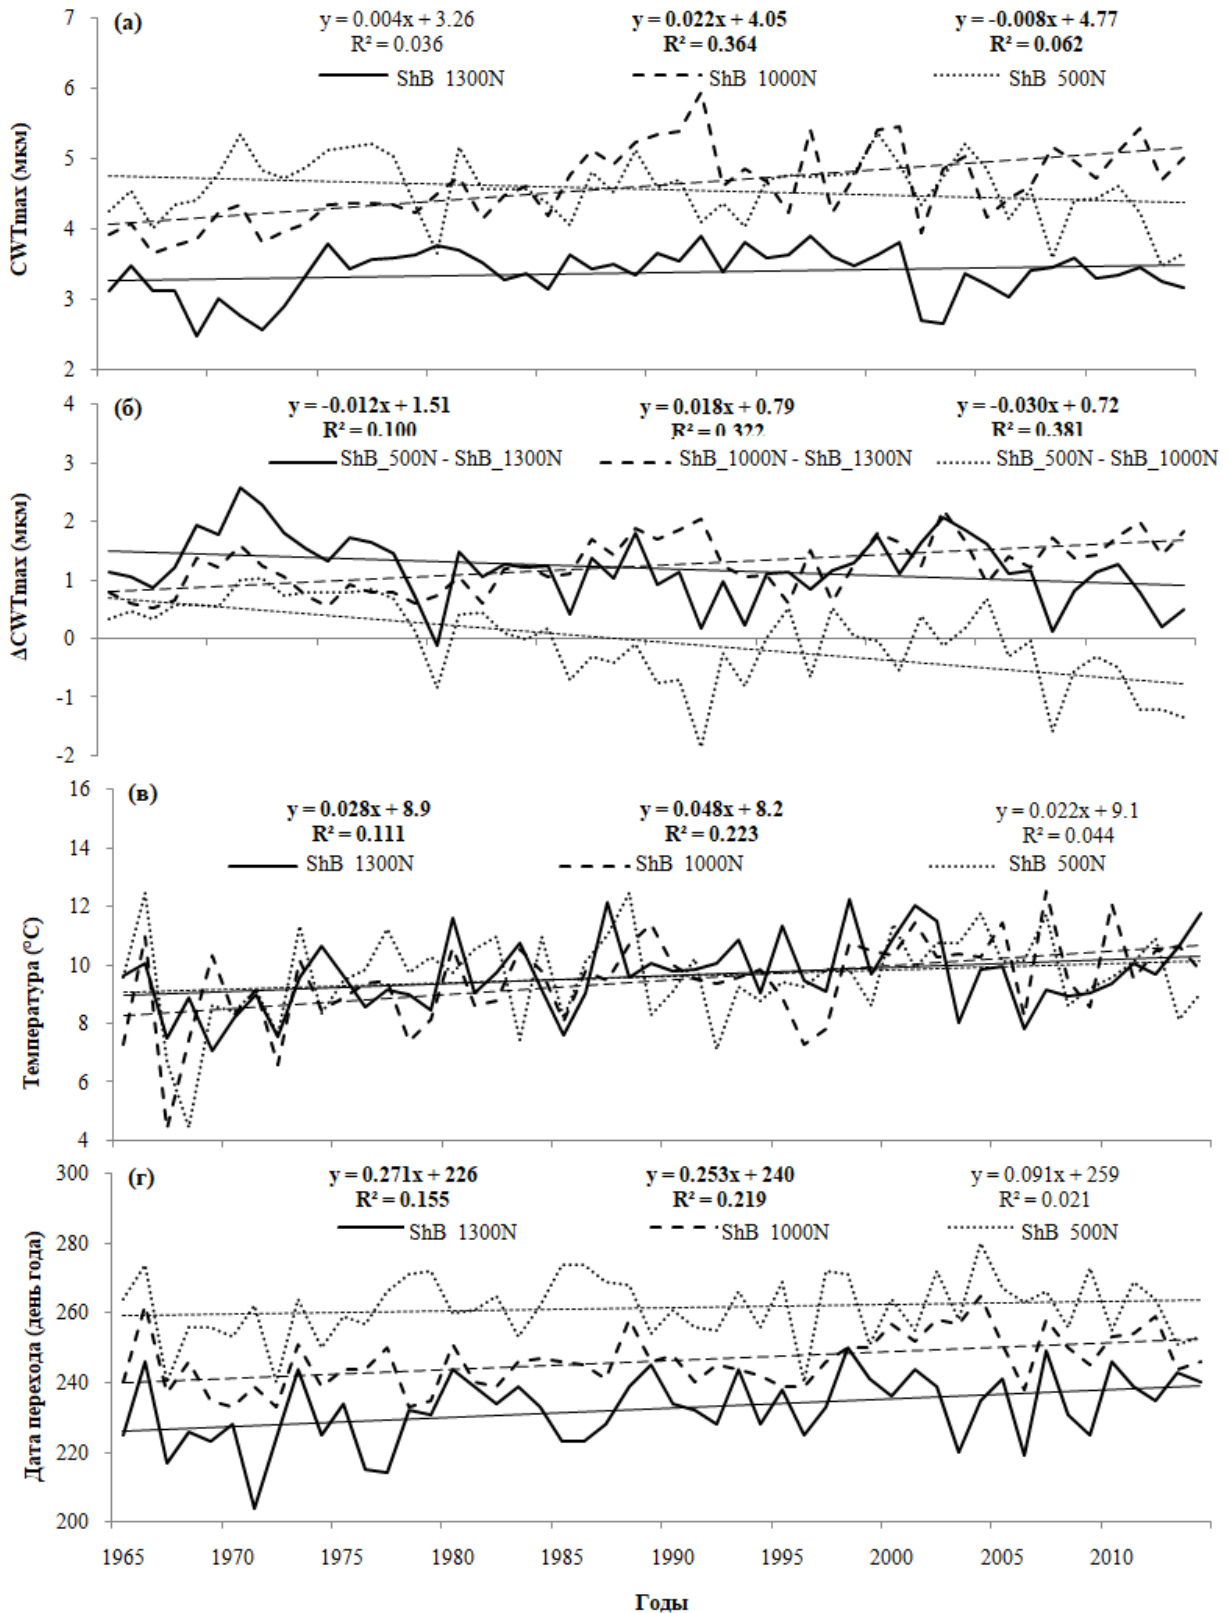 (а)
y = 0.004x + 3.26 y = 0.022x + 4.05 y = -0.008x + 4.77
R² = 0.036 R² = 0.364 R² = 0.062
ShB 1300N ShB 1000N ShB 500N
CWTmax (мкм)
7
6
5
4
3
2
(б)
y = -0.012x + 1.51 y = 0.018x + 0.79 y = -0.030x + 0.72
R² = 0.100 R² = 0.322 R² = 0.381
ShB_500N - ShB_1300N ShB_1000N - ShB_1300N ShB_500N - ShB_1000N
ΔCWTmax (мкм)
4
3
2
1
0
-1
-2
(в)
y = 0.028x + 8.9 y = 0.048x + 8.2 y = 0.022x + 9.1
R² = 0.111 R² = 0.223 R² = 0.044
ShB 1300N ShB 1000N ShB 500N
Температура (°C)
16
14
12
10
8
6
4
(г)
y = 0.271x + 226 y = 0.253x + 240 y = 0.091x + 259
R² = 0.155 R² = 0.219 R² = 0.021
ShB 1300N ShB 1000N ShB 500N
Дата перехода (день года)
300
280
260
240
220
200
1965 1970 1975 1980 1985 1990 1995 2000 2005 2010
Годы